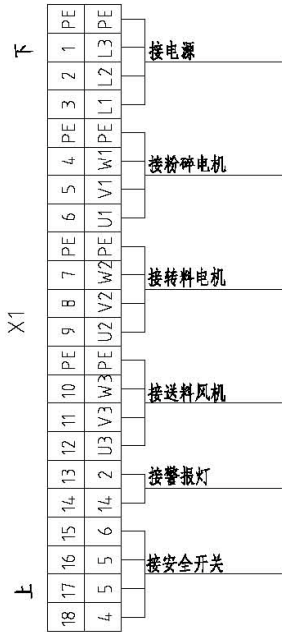 下
PE PE
1 L3
2 L2
3 L1
接电源
PE PE
4 W1
5 V1
6 U1
接粉碎电机
PE PE
7 W2
8 V2
9 U2
接转料电机
X1
PE PE
10 W3
11 V3
12 U3
接送料风机
13 2
14 14
接警报灯
15 6
16 5
17 5
18 4
接安全开关
上